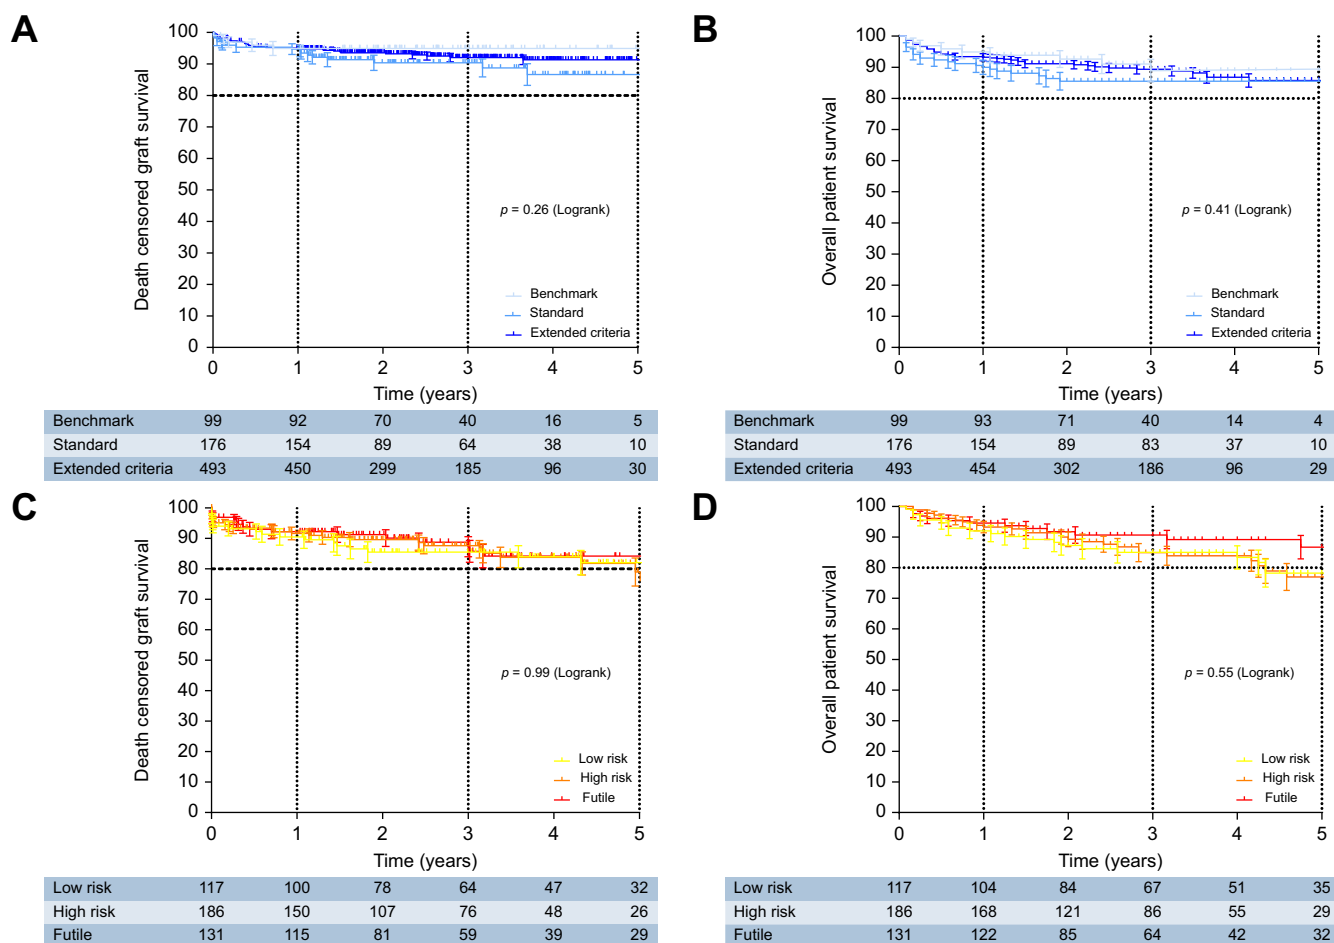 A
Death censored graft survival
100
90
80
90
60
50
40
30
20
10
0
p = 0.26 (Logrank)
Benchmark
Standard
Extended criteria
0 1 2 3 4 5
Time (years)
Benchmark 99 92 70 40 16 5
Standard 176 154 89 64 38 10
Extended criteria 493 450 299 185 96 30
B
Overall patient survival
100
90
80
70
60
50
40
30
20
10
0
p = 0.41 (Logrank)
Benchmark
Standard
Extended criteria
0 1 2 3 4 5
Time (years)
Benchmark 99 93 71 40 14 4
Standard 176 154 89 83 37 10
Extended criteria 493 454 302 186 96 29
C
Death censored graft survival
100
90
80
90
60
50
40
30
20
10
0
p = 0.99 (Logrank)
Low risk
High risk
Futile
0 1 2 3 4 5
Time (years)
Low risk 117 100 78 64 47 32
High risk 186 150 107 76 48 26
Futile 131 115 81 59 39 29
D
Overall patient survival
100
90
80
70
60
50
40
30
20
10
0
p = 0.55 (Logrank)
Low risk
High risk
Futile
0 1 2 3 4 5
Time (years)
Low risk 117 104 84 67 51 35
High risk 186 168 121 86 55 29
Futile 131 122 85 64 42 32